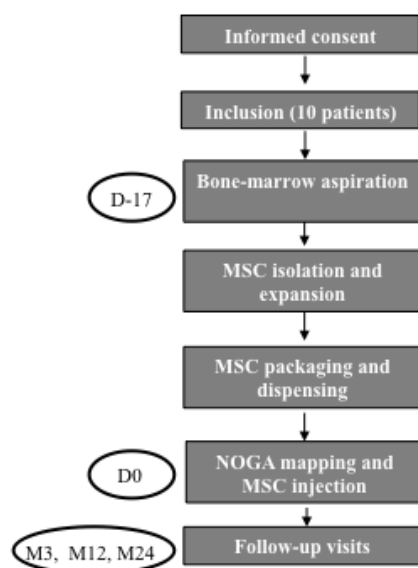 Informed consent
Inclusion (10 patients)
Bone-marrow aspiration
D-17
MSC isolation and
expansion
MSC packaging and
dispensing
NOGA mapping and
MSC injection
D0
Follow-up visits
M3, M12, M24